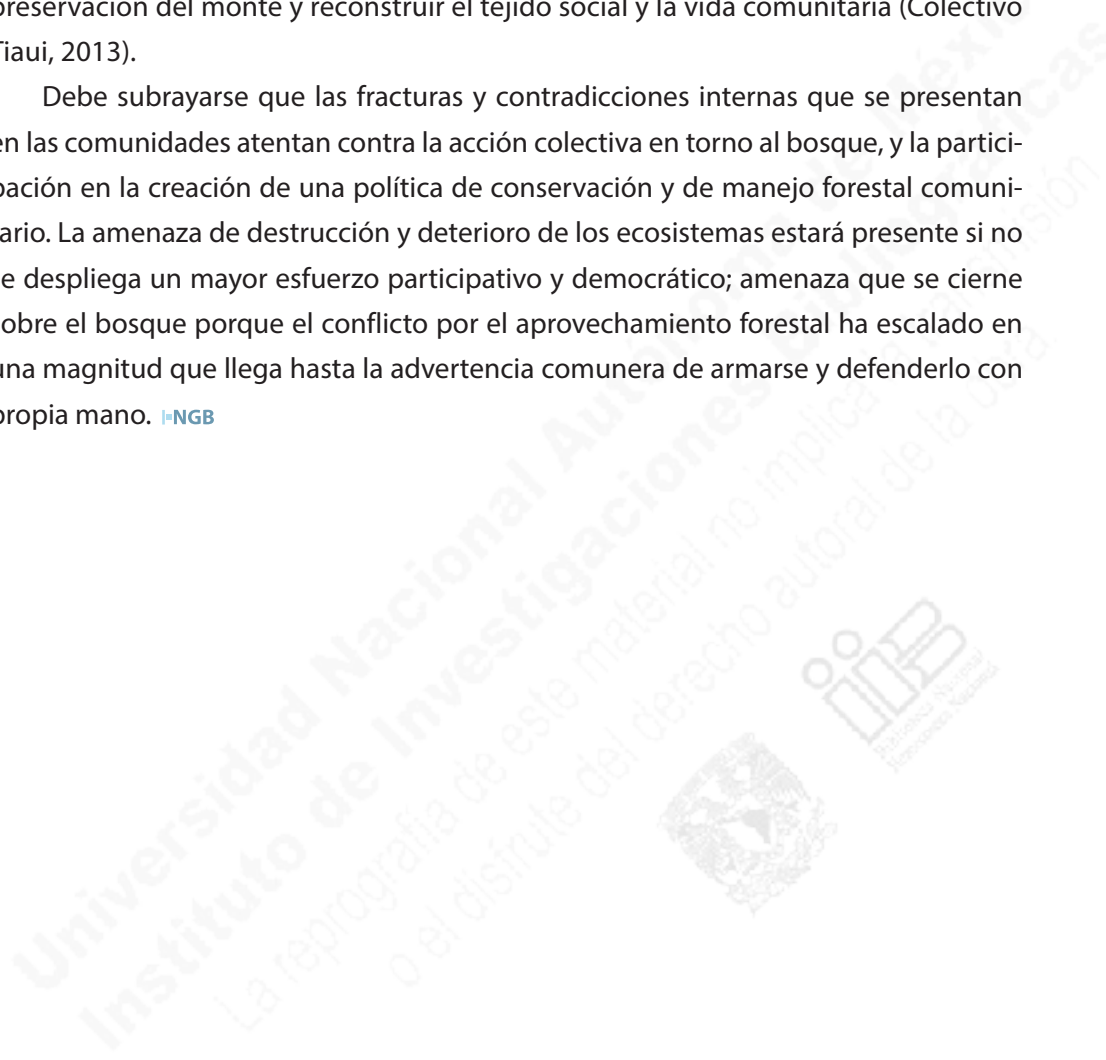 preservación del monte y reconstruir el tejido social y la vida comunitaria (Colectivo
Tiaui, 2013).
Debe subrayarse que las fracturas y contradicciones internas que se presentan
en las comunidades atentan contra la acción colectiva en torno al bosque, y la partici-
pación en la creación de una política de conservación y de manejo forestal comuni-
tario. La amenaza de destrucción y deterioro de los ecosistemas estará presente si no
se despliega un mayor esfuerzo participativo y democrático; amenaza que se cierne
sobre el bosque porque el conflicto por el aprovechamiento forestal ha escalado en
una magnitud que llega hasta la advertencia comunera de armarse y defenderlo con
propia mano. NGB
Universidad Nacional Autónoma de México
Instituto de Investigaciones Bibliográficas
La reprografía de este material no implica
o el disfrute del derecho autoral de la obra